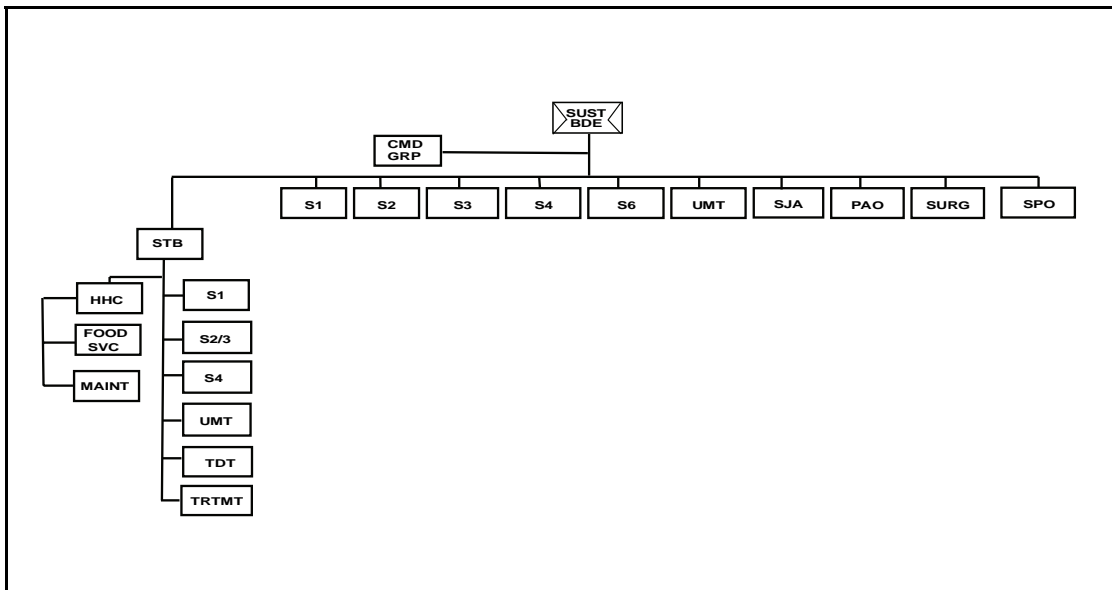 SUST
BDE
CMD
GRP
S1
S2
S3
S4
S6
UMT
SJA
PAO
SURG
SPO
STB
HHC
FOOD
SVC
MAINT
S1
S2/3
S4
UMT
TDT
TRTMT